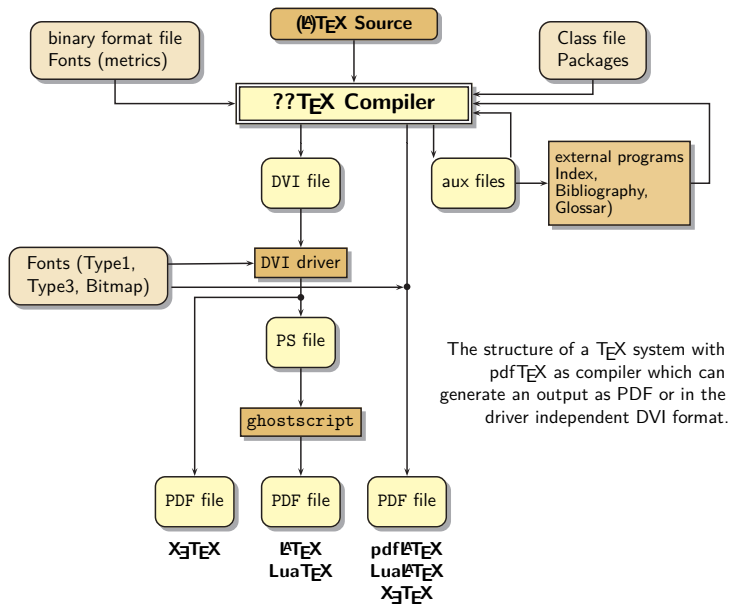 (LA)TEX Source
binary format file
Fonts (metrics)
Class file
Packages
??TEX Compiler
DVI file
aux files
external programs
Index,
Bibliography,
Glossar)
Fonts (Type1,
Type3, Bitmap)
DVI driver
PS file
The structure of a TEX system with
pdfTEX as compiler which can
generate an output as PDF or in the
driver independent DVI format.
ghostscript
PDF file
PDF file
PDF file
XƎTEX
LATEX
LuaTEX
pdfLATEX
LuaLATEX
XƎTEX